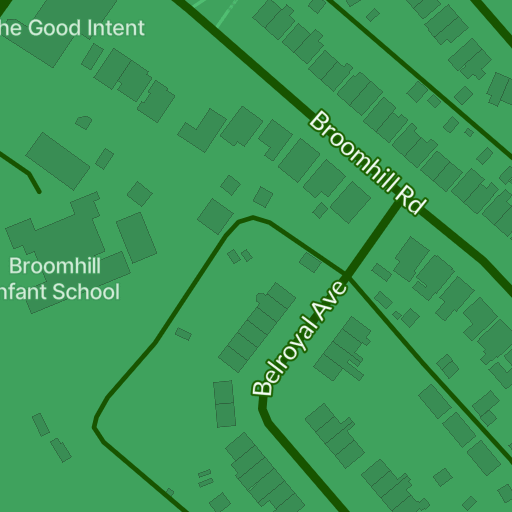 he Good Intent
Broomhill Rd
Broomhill
nfant School
Belroyal Ave